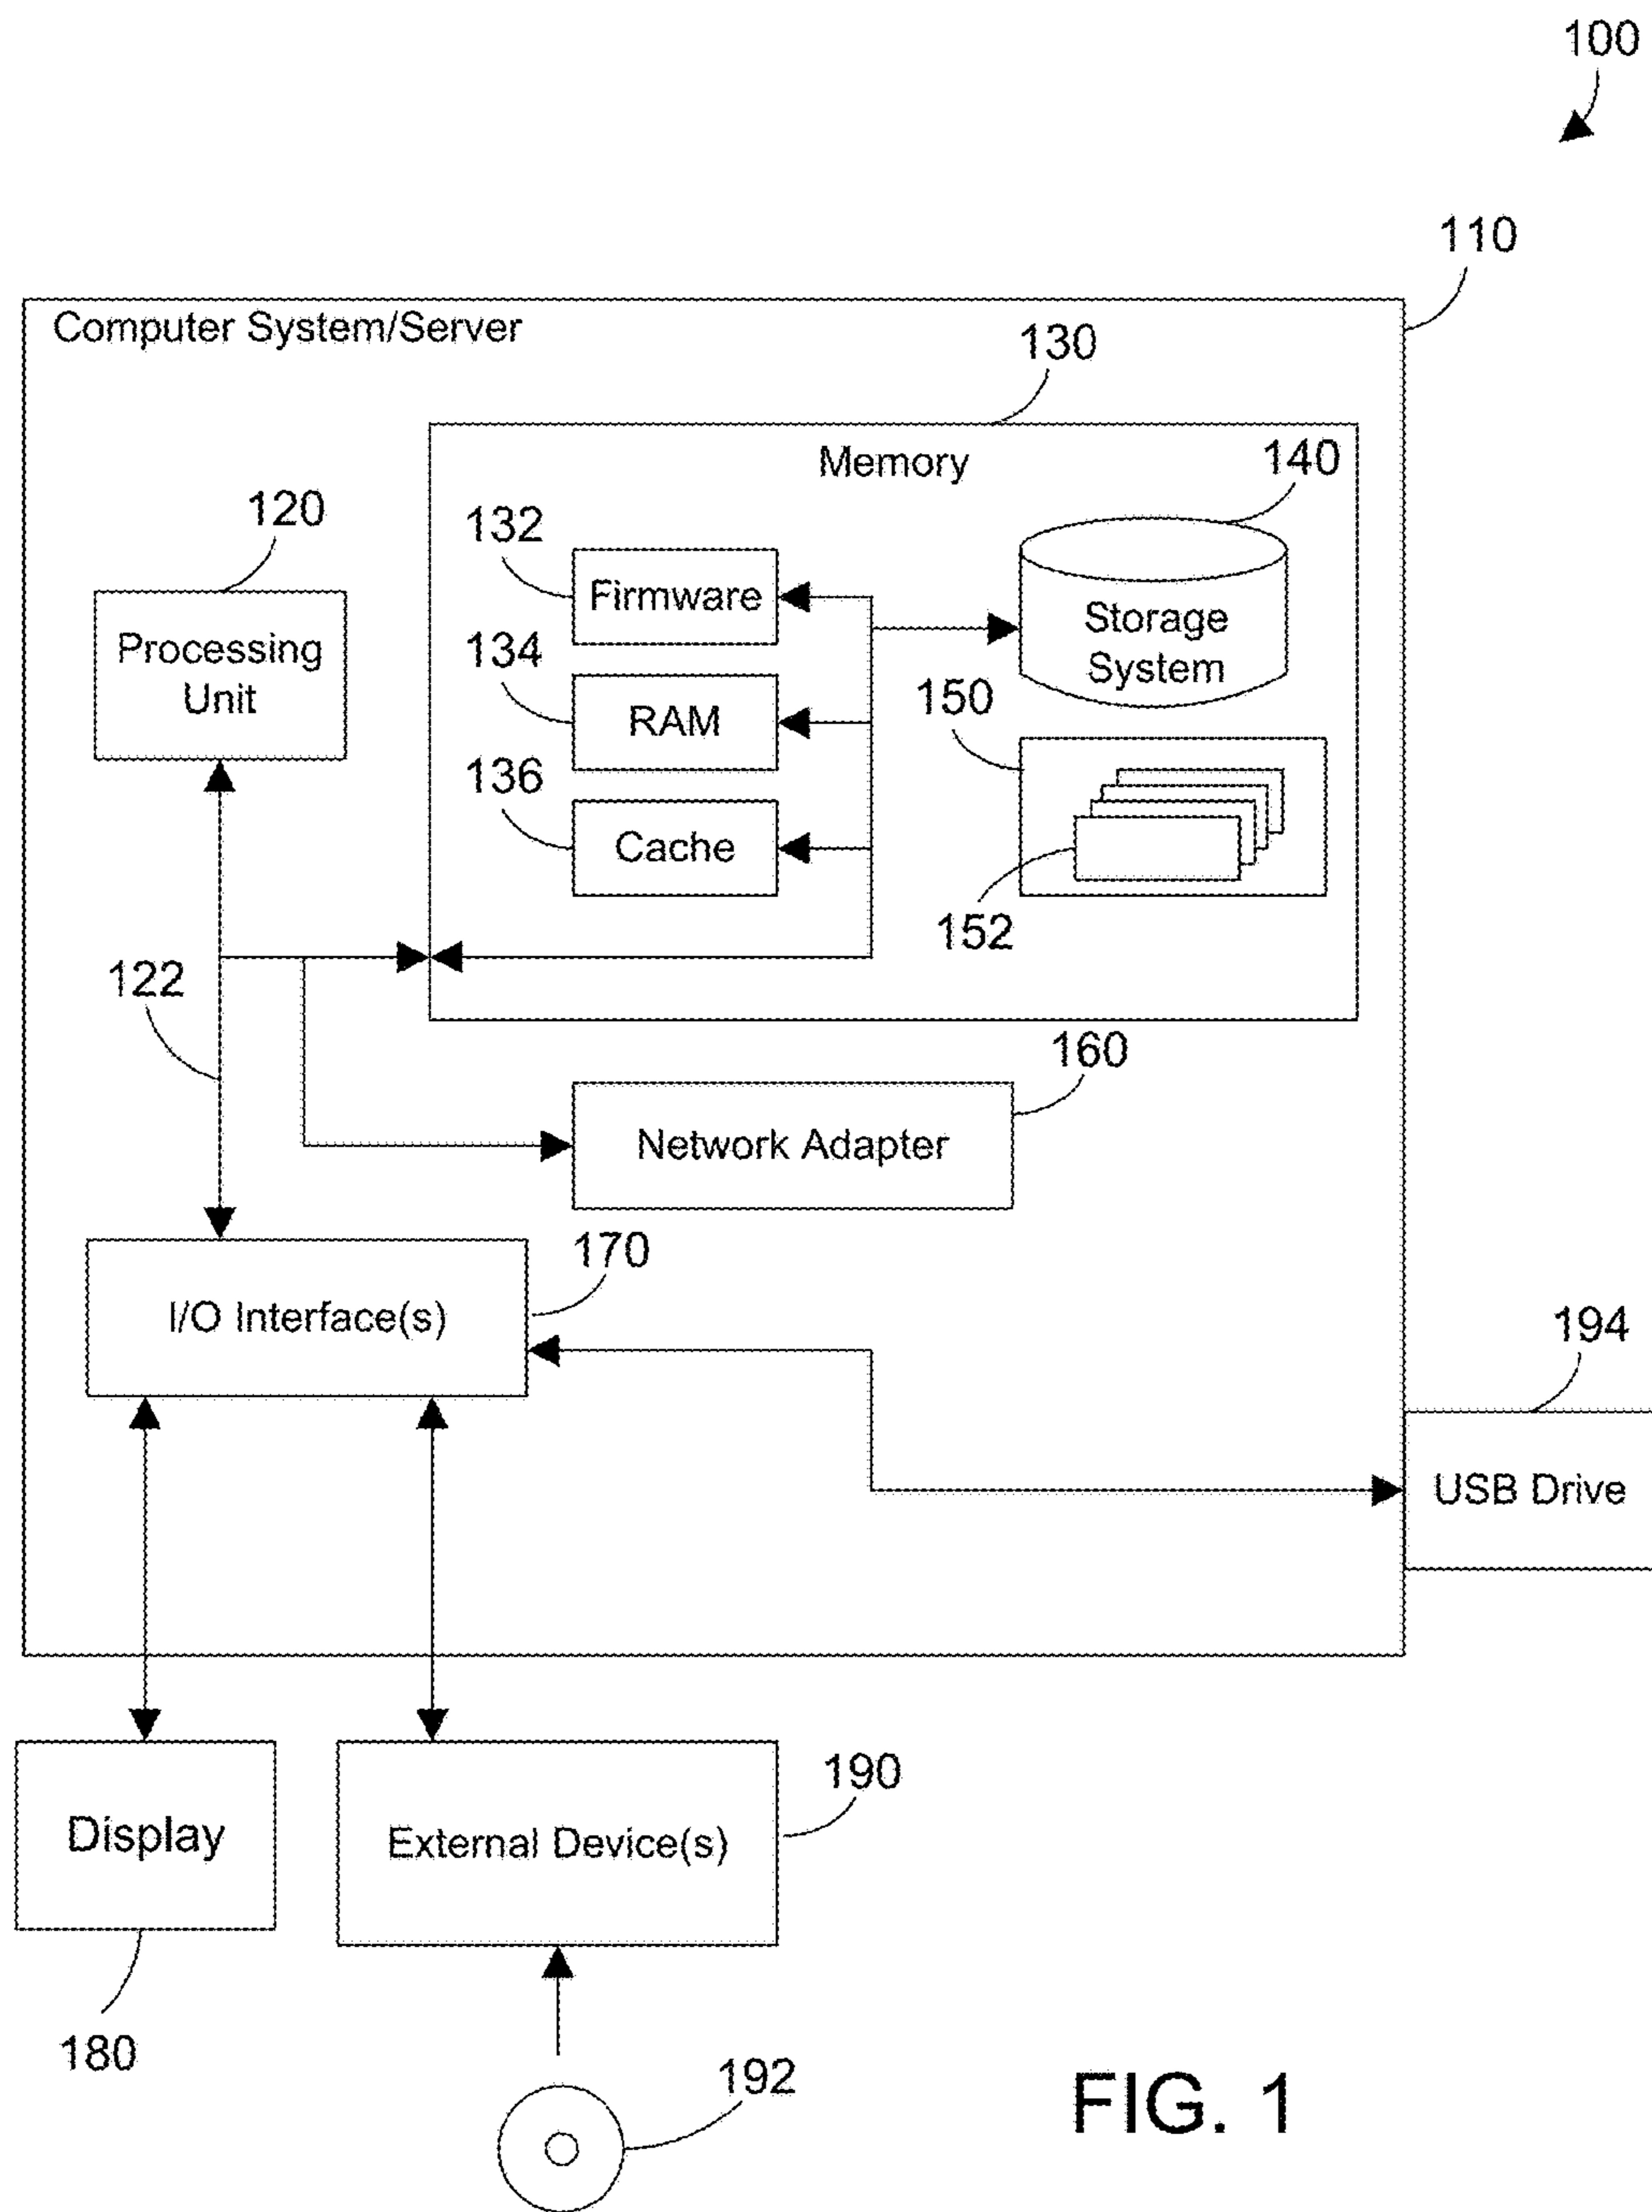 100
110
Computer System/Server
130
Memory
140
120
132
Firmware
Storage
System
Processing
Unit
134
RAM
150
136
Cache
152
122
160
Network Adapter
170
I/O Interface(s)
194
USB Drive
Display
External Device(s)
190
180
192
FIG. 1